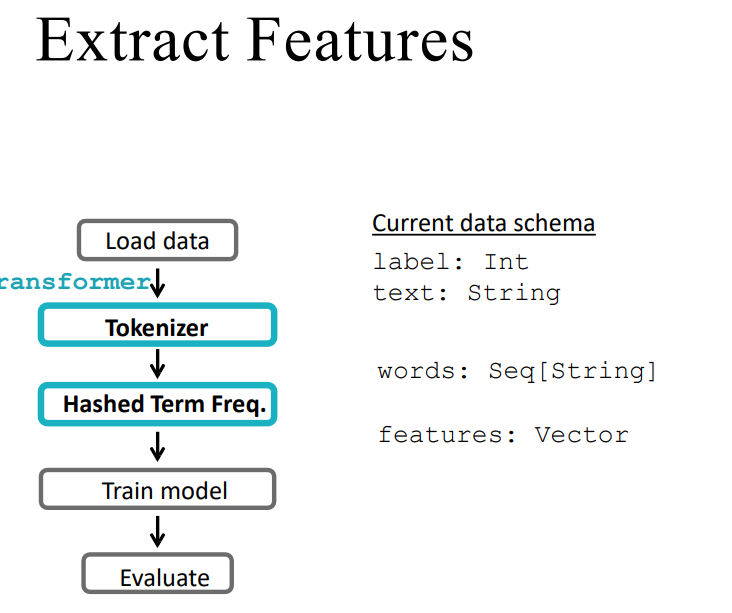 Extract Features
Current data schema
Load data
label: Int
ransformer
text: String
Tokenizer
words: Seq[String]
Hashed Term Freq.
features: Vector
Train model
Evaluate